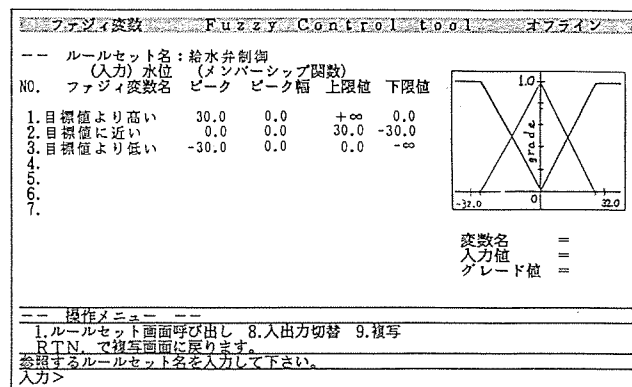 ファジィ変数 Fuzzy Control tool オフライン
-- ルールセット名：給水弁制御
(入力) 水位 (メンバーシップ関数)
NO. ファジィ変数名 ピーク ピーク幅 上限値 下限値
1.目標値より高い 30.0 0.0 +∞ 0.0
2.目標値に近い 0.0 0.0 30.0 -30.0
3.目標値より低い -30.0 0.0 0.0 -∞
4.
5.
6.
7.
1.0
grade
-32.0 0 32.0
変数名 =
入力値 =
グレード値 =
-- 操作メニュー --
1.ルールセット画面呼び出し 8.入出力切替 9.複写
RTN. で複写画面に戻ります。
参照するルールセット名を入力して下さい。
入力>